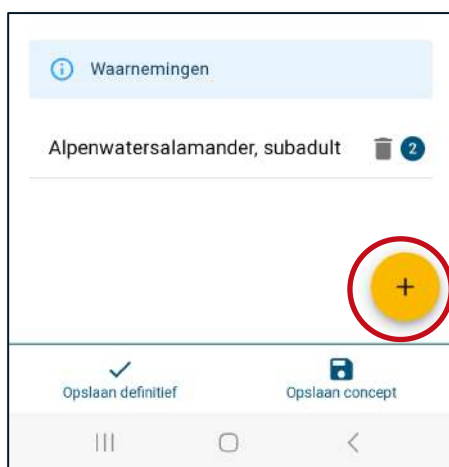 Waarnemingen
Alpenwatersalamander, subadult 2
+
Opslaan definitief Opslaan concept